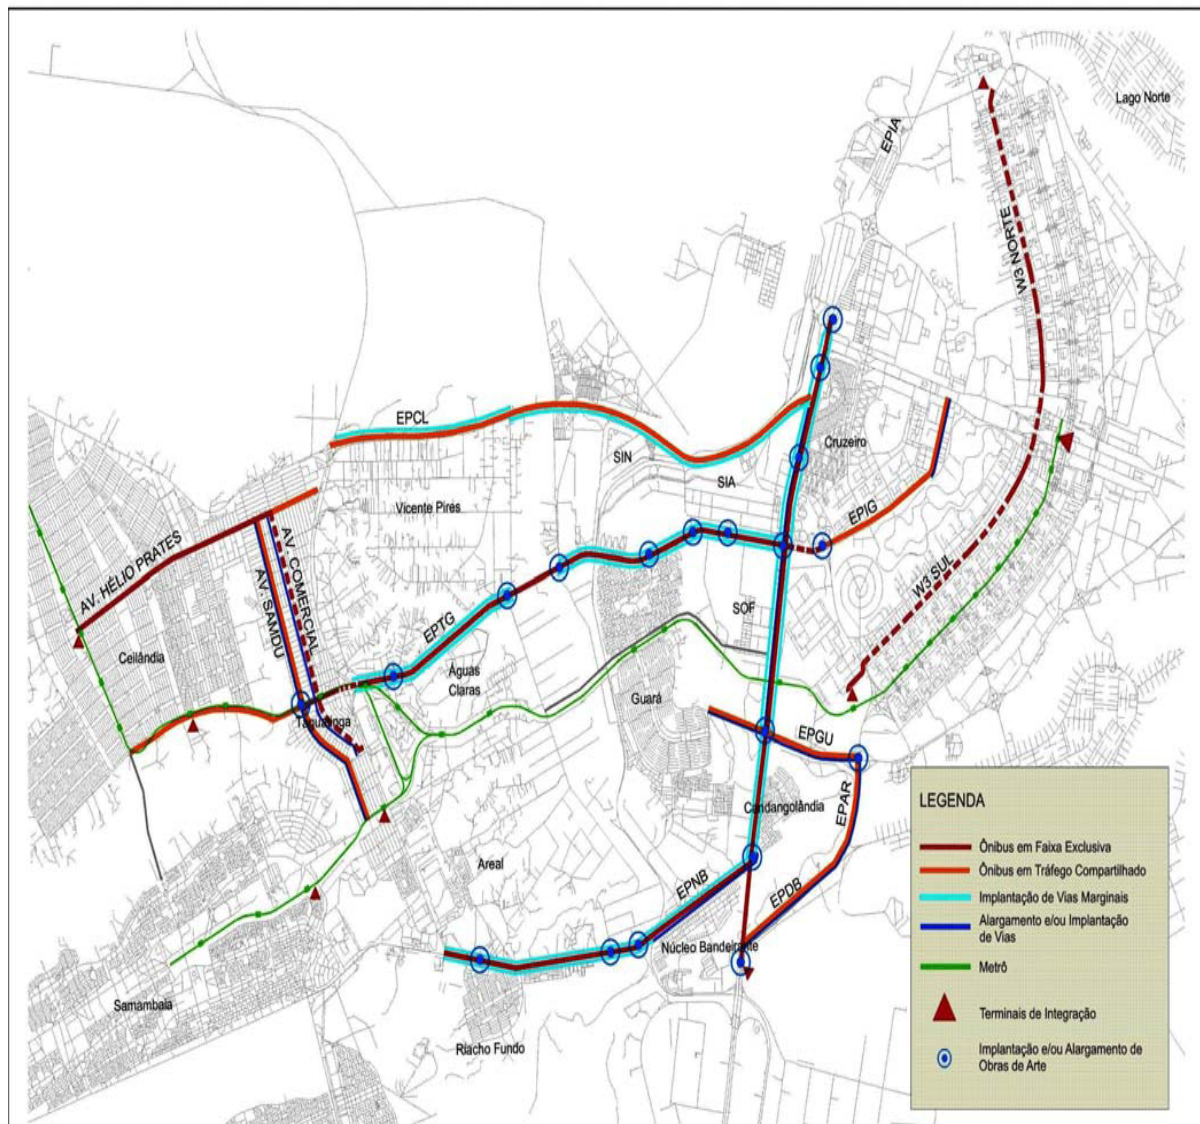 Lago Norte
EPIA
W3 NORTE
EPCL
Cruzeiro
SIN
SIA
Vicente Pires
EPIG
AV. HÉLIO PRATES
AV. COMERCIAL
AV. SAMDU
W3 SUL
SOF
EPTG
Ceilândia
Águas
Claras
Guará
Taguatinga
EPGU
Candangolândia
EPAR
Areal
EPNB
EPDB
Núcleo Bandeirante
Samambaia
Riacho Fundo
LEGENDA
Ônibus em Faixa Exclusiva
Ônibus em Tráfego Compartilhado
Implantação de Vias Marginais
Alargamento e/ou Implantação
de Vias
Metrô
Terminais de Integração
Implantação e/ou Alargamento de
Obras de Arte